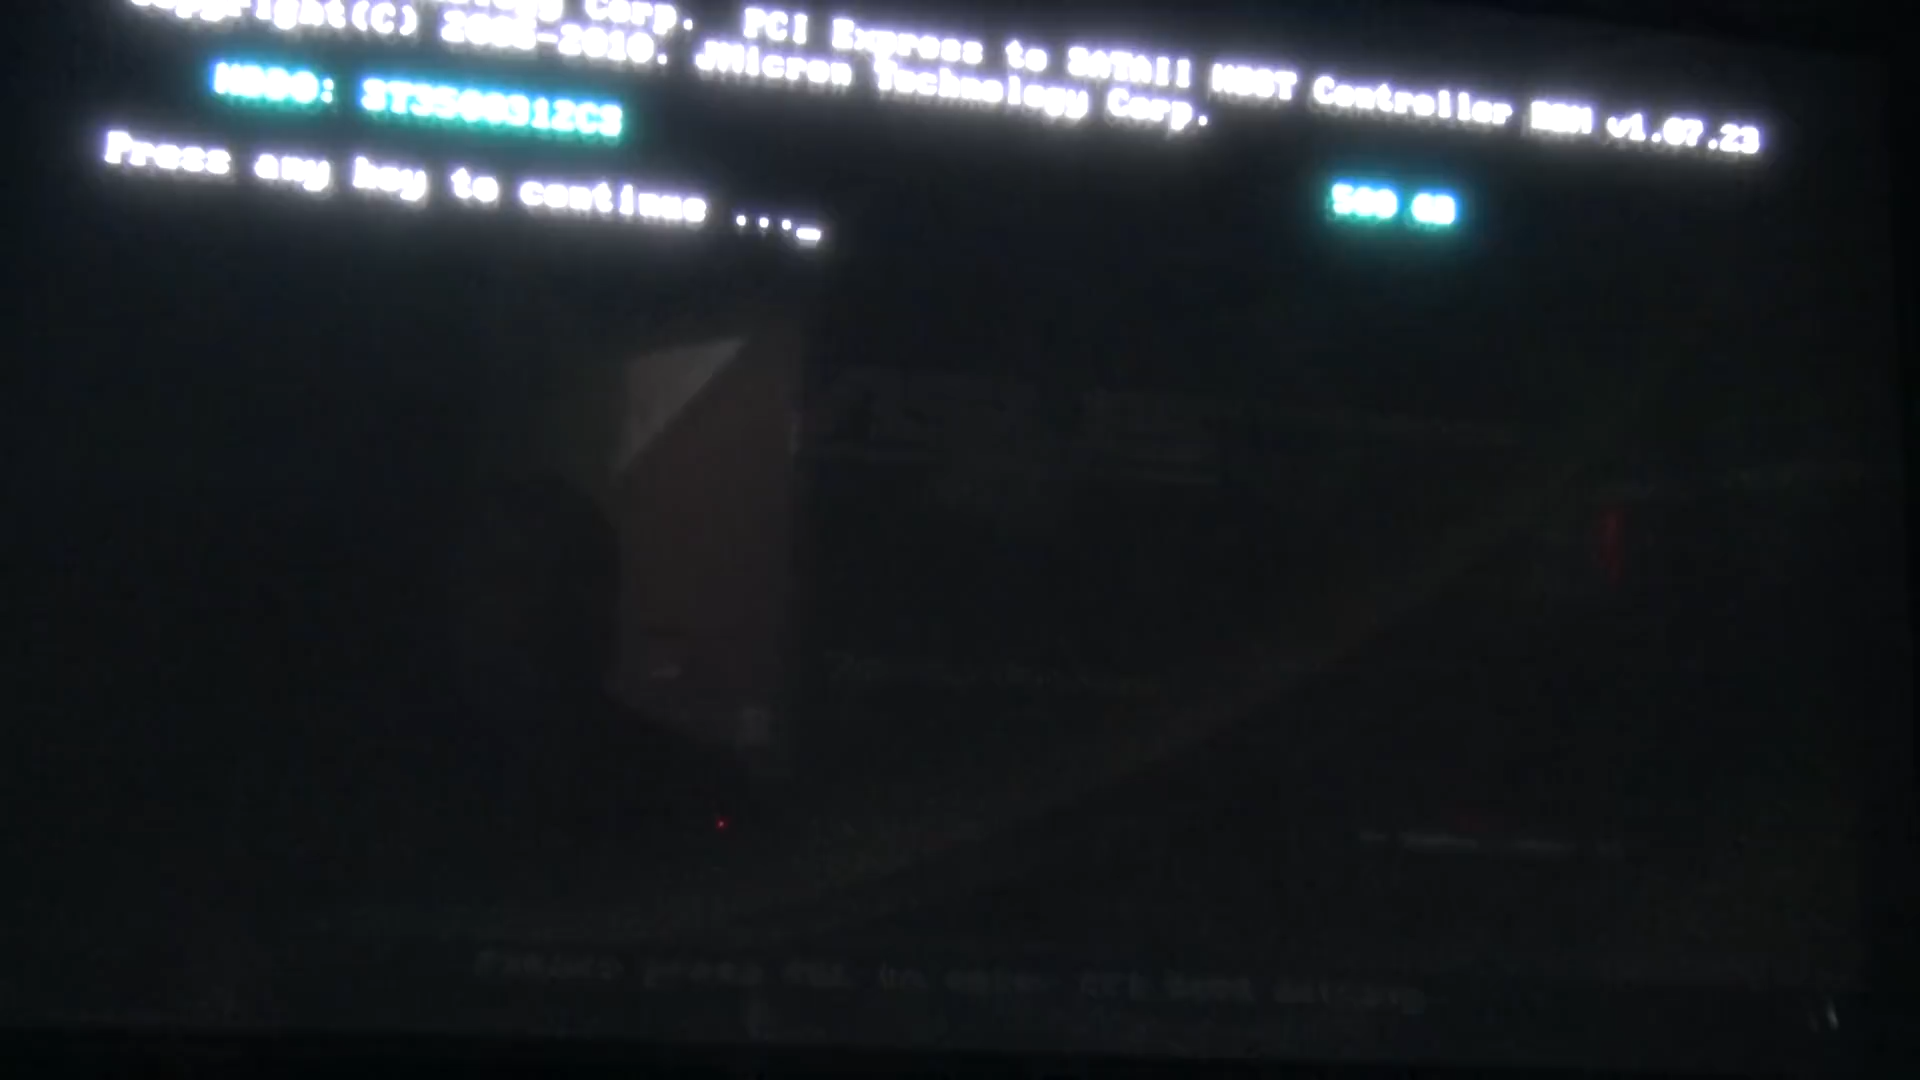 Corp. PCI Express to SATAII HOST Controller ROM v1.07.23
Copyright(C) 2005-2010. JMicron Technology Corp.
HDD0: ST3500312CS
500 GB
Press any key to continue ..._